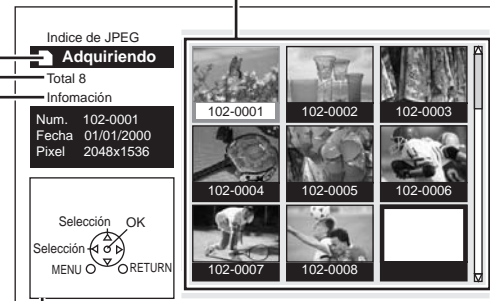 Indice de JPEG
Adquiriendo
Total 8
Infomación
Num. 102-0001
Fecha 01/01/2000
Pixel 2048x1536
Selección OK
Selección
MENU RETURN
102-0001 102-0002 102-0003
102-0004 102-0005 102-0006
102-0007 102-0008